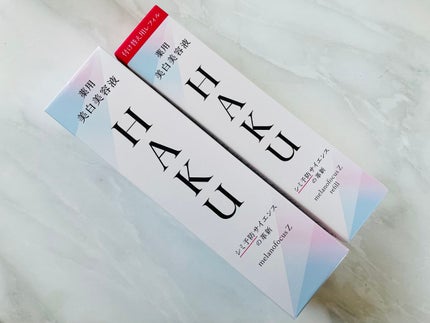 薬用
美白美容液
HAKU
シミ予防サイエンス
の革新
melanofocus Z
付け替え用レフィル
薬用
美白美容液
HAKU
シミ予防サイエンス
の革新
melanofocus Z
refill